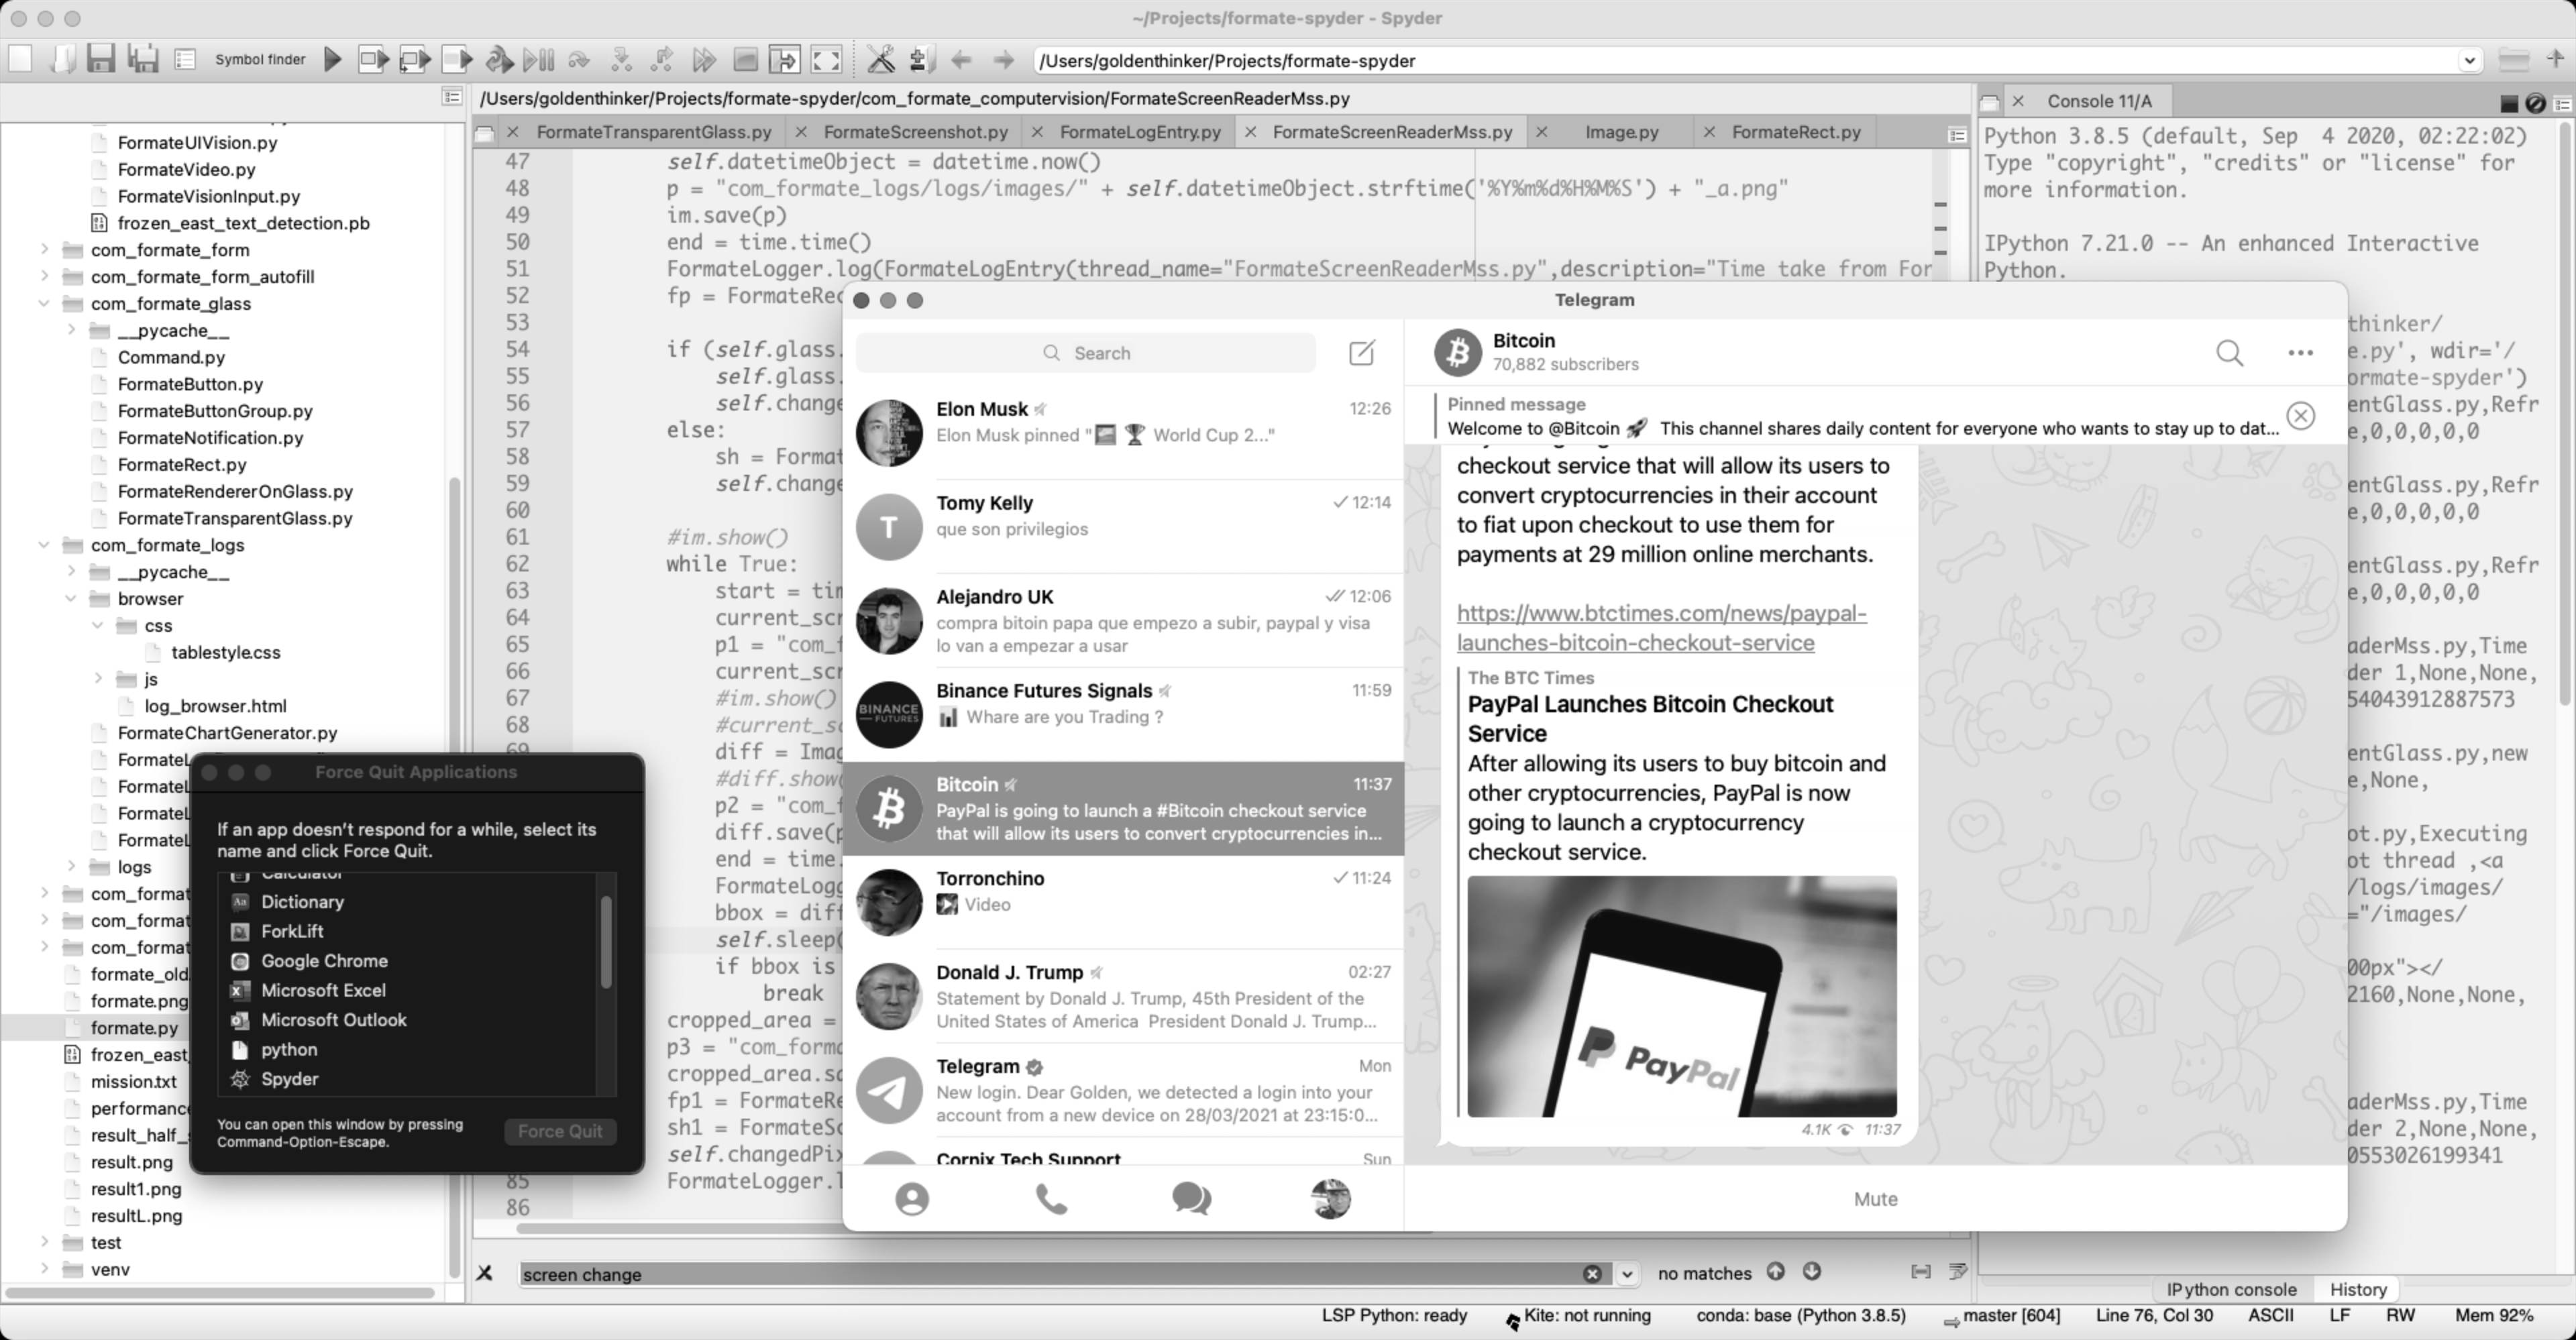 ~/Projects/formate-spyder - Spyder
Symbol finder
/Users/goldenthinker/Projects/formate-spyder
/Users/goldenthinker/Projects/formate-spyder/com_formate_computervision/FormateScreenReaderMss.py
FormateTransparentGlass.py
FormateScreenshot.py
FormateLogEntry.py
FormateScreenReaderMss.py
Image.py
FormateRect.py
Console 11/A
FormateUIVision.py
FormateVideo.py
FormateVisionInput.py
frozen_east_text_detection.pb
com_formate_form
com_formate_form_autofill
com_formate_glass
__pycache__
Command.py
FormateButton.py
FormateButtonGroup.py
FormateNotification.py
FormateRect.py
FormateRendererOnGlass.py
FormateTransparentGlass.py
com_formate_logs
__pycache__
browser
css
tablestyle.css
js
log_browser.html
FormateChartGenerator.py
FormateL
FormateL
FormateL
FormateL
logs
com_format
com_format
com_format
formate_old
formate.png
formate.py
frozen_east_
mission.txt
performance
result_half_
result.png
result1.png
resultL.png
test
venv
47 self.datetimeObject = datetime.now()
48 p = "com_formate_logs/logs/images/" + self.datetimeObject.strftime('%Y%m%d%H%M%S') + "_a.png"
49 im.save(p)
50 end = time.time()
51 FormateLogger.log(FormateLogEntry(thread_name="FormateScreenReaderMss.py",description="Time take from For
52 fp = FormateRec
53
54 if (self.glass.
55 self.glass.
56 self.change
57 else:
58 sh = Format
59 self.change
60
61 #im.show()
62 while True:
63 start = tim
64 current_scr
65 p1 = "com_f
66 current_scr
67 #im.show()
68 #current_sc
69 diff = Imag
#diff.show(
p2 = "com_f
diff.save(p
end = time.
FormateLogg
bbox = diff
self.sleep(
if bbox is
break
cropped_area =
p3 = "com_forma
cropped_area.sa
fp1 = FormateRe
sh1 = FormateSc
self.changedPix
85 FormateLogger.l
86
Force Quit Applications
If an app doesn't respond for a while, select its
name and click Force Quit.
Calculator
Dictionary
ForkLift
Google Chrome
Microsoft Excel
Microsoft Outlook
python
Spyder
You can open this window by pressing
Command-Option-Escape.
Force Quit
Telegram
Search
Elon Musk 12:26
Elon Musk pinned "🖼 🏆 World Cup 2..."
T
Tomy Kelly 12:14
que son privilegios
Alejandro UK 12:06
compra bitoin papa que empezo a subir, paypal y visa
lo van a empezar a usar
BINANCE
FUTURES
Binance Futures Signals 11:59
📊 Whare are you Trading ?
Bitcoin 11:37
PayPal is going to launch a #Bitcoin checkout service
that will allow its users to convert cryptocurrencies in...
Torronchino 11:24
Video
Donald J. Trump 02:27
Statement by Donald J. Trump, 45th President of the
United States of America President Donald J. Trump...
Telegram Mon
New login. Dear Golden, we detected a login into your
account from a new device on 28/03/2021 at 23:15:0...
Cornix Tech Support Sun
Bitcoin
70,882 subscribers
Pinned message
Welcome to @Bitcoin 🚀 This channel shares daily content for everyone who wants to stay up to dat...
checkout service that will allow its users to
convert cryptocurrencies in their account
to fiat upon checkout to use them for
payments at 29 million online merchants.
https://www.btctimes.com/news/paypal-
launches-bitcoin-checkout-service
The BTC Times
PayPal Launches Bitcoin Checkout
Service
After allowing its users to buy bitcoin and
other cryptocurrencies, PayPal is now
going to launch a cryptocurrency
checkout service.
PayPal
4.1K 11:37
Mute
Python 3.8.5 (default, Sep 4 2020, 02:22:02)
Type "copyright", "credits" or "license" for
more information.
IPython 7.21.0 -- An enhanced Interactive
Python.
thinker/
e.py', wdir='/
ormate-spyder')
entGlass.py,Refr
e,0,0,0,0,0
entGlass.py,Refr
e,0,0,0,0,0
entGlass.py,Refr
e,0,0,0,0,0
aderMss.py,Time
der 1,None,None,
54043912887573
entGlass.py,new
e,None,
ot.py,Executing
ot thread ,<a
/logs/images/
="/images/
00px"></
2160,None,None,
aderMss.py,Time
der 2,None,None,
0553026199341
screen change
no matches
IPython console
History
LSP Python: ready
Kite: not running
conda: base (Python 3.8.5)
master [604]
Line 76, Col 30
ASCII
LF
RW
Mem 92%